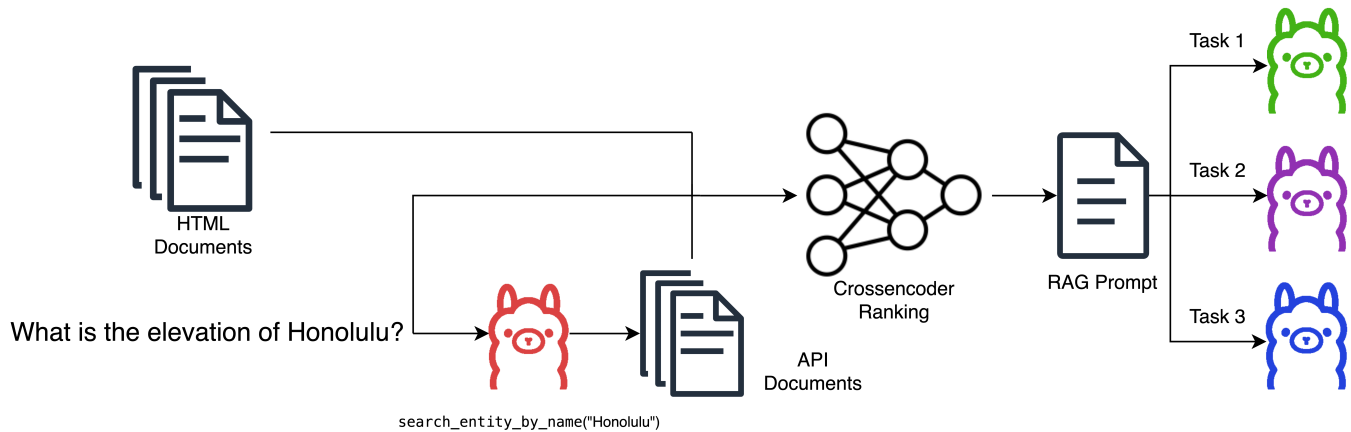 HTML
Documents
What is the elevation of Honolulu?
search_entity_by_name("Honolulu")
API
Documents
Crossencoder
Ranking
RAG Prompt
Task 1
Task 2
Task 3